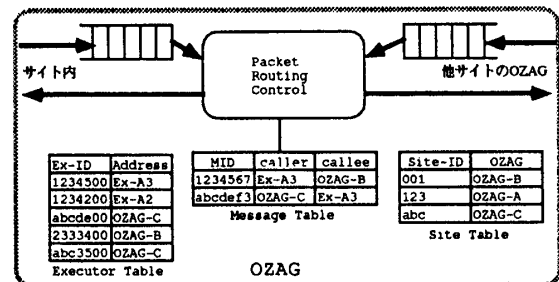 Packet
Routing
Control
サイト内
他サイトのOZAG
Ex-ID Address
1234500 Ex-A3
1234200 Ex-A2
abcde00 OZAG-C
2333400 OZAG-B
abc3500 OZAG-C
Executor Table
MID caller callee
1234567 Ex-A3 OZAG-B
abcdef3 OZAG-C Ex-A3
Message Table
Site-ID OZAG
001 OZAG-B
123 OZAG-A
abc OZAG-C
Site Table
OZAG